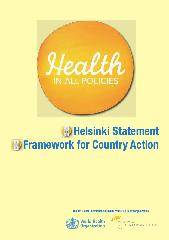 Health
IN ALL POLICIES
Helsinki Statement
Framework for Country Action
World Health
Organization